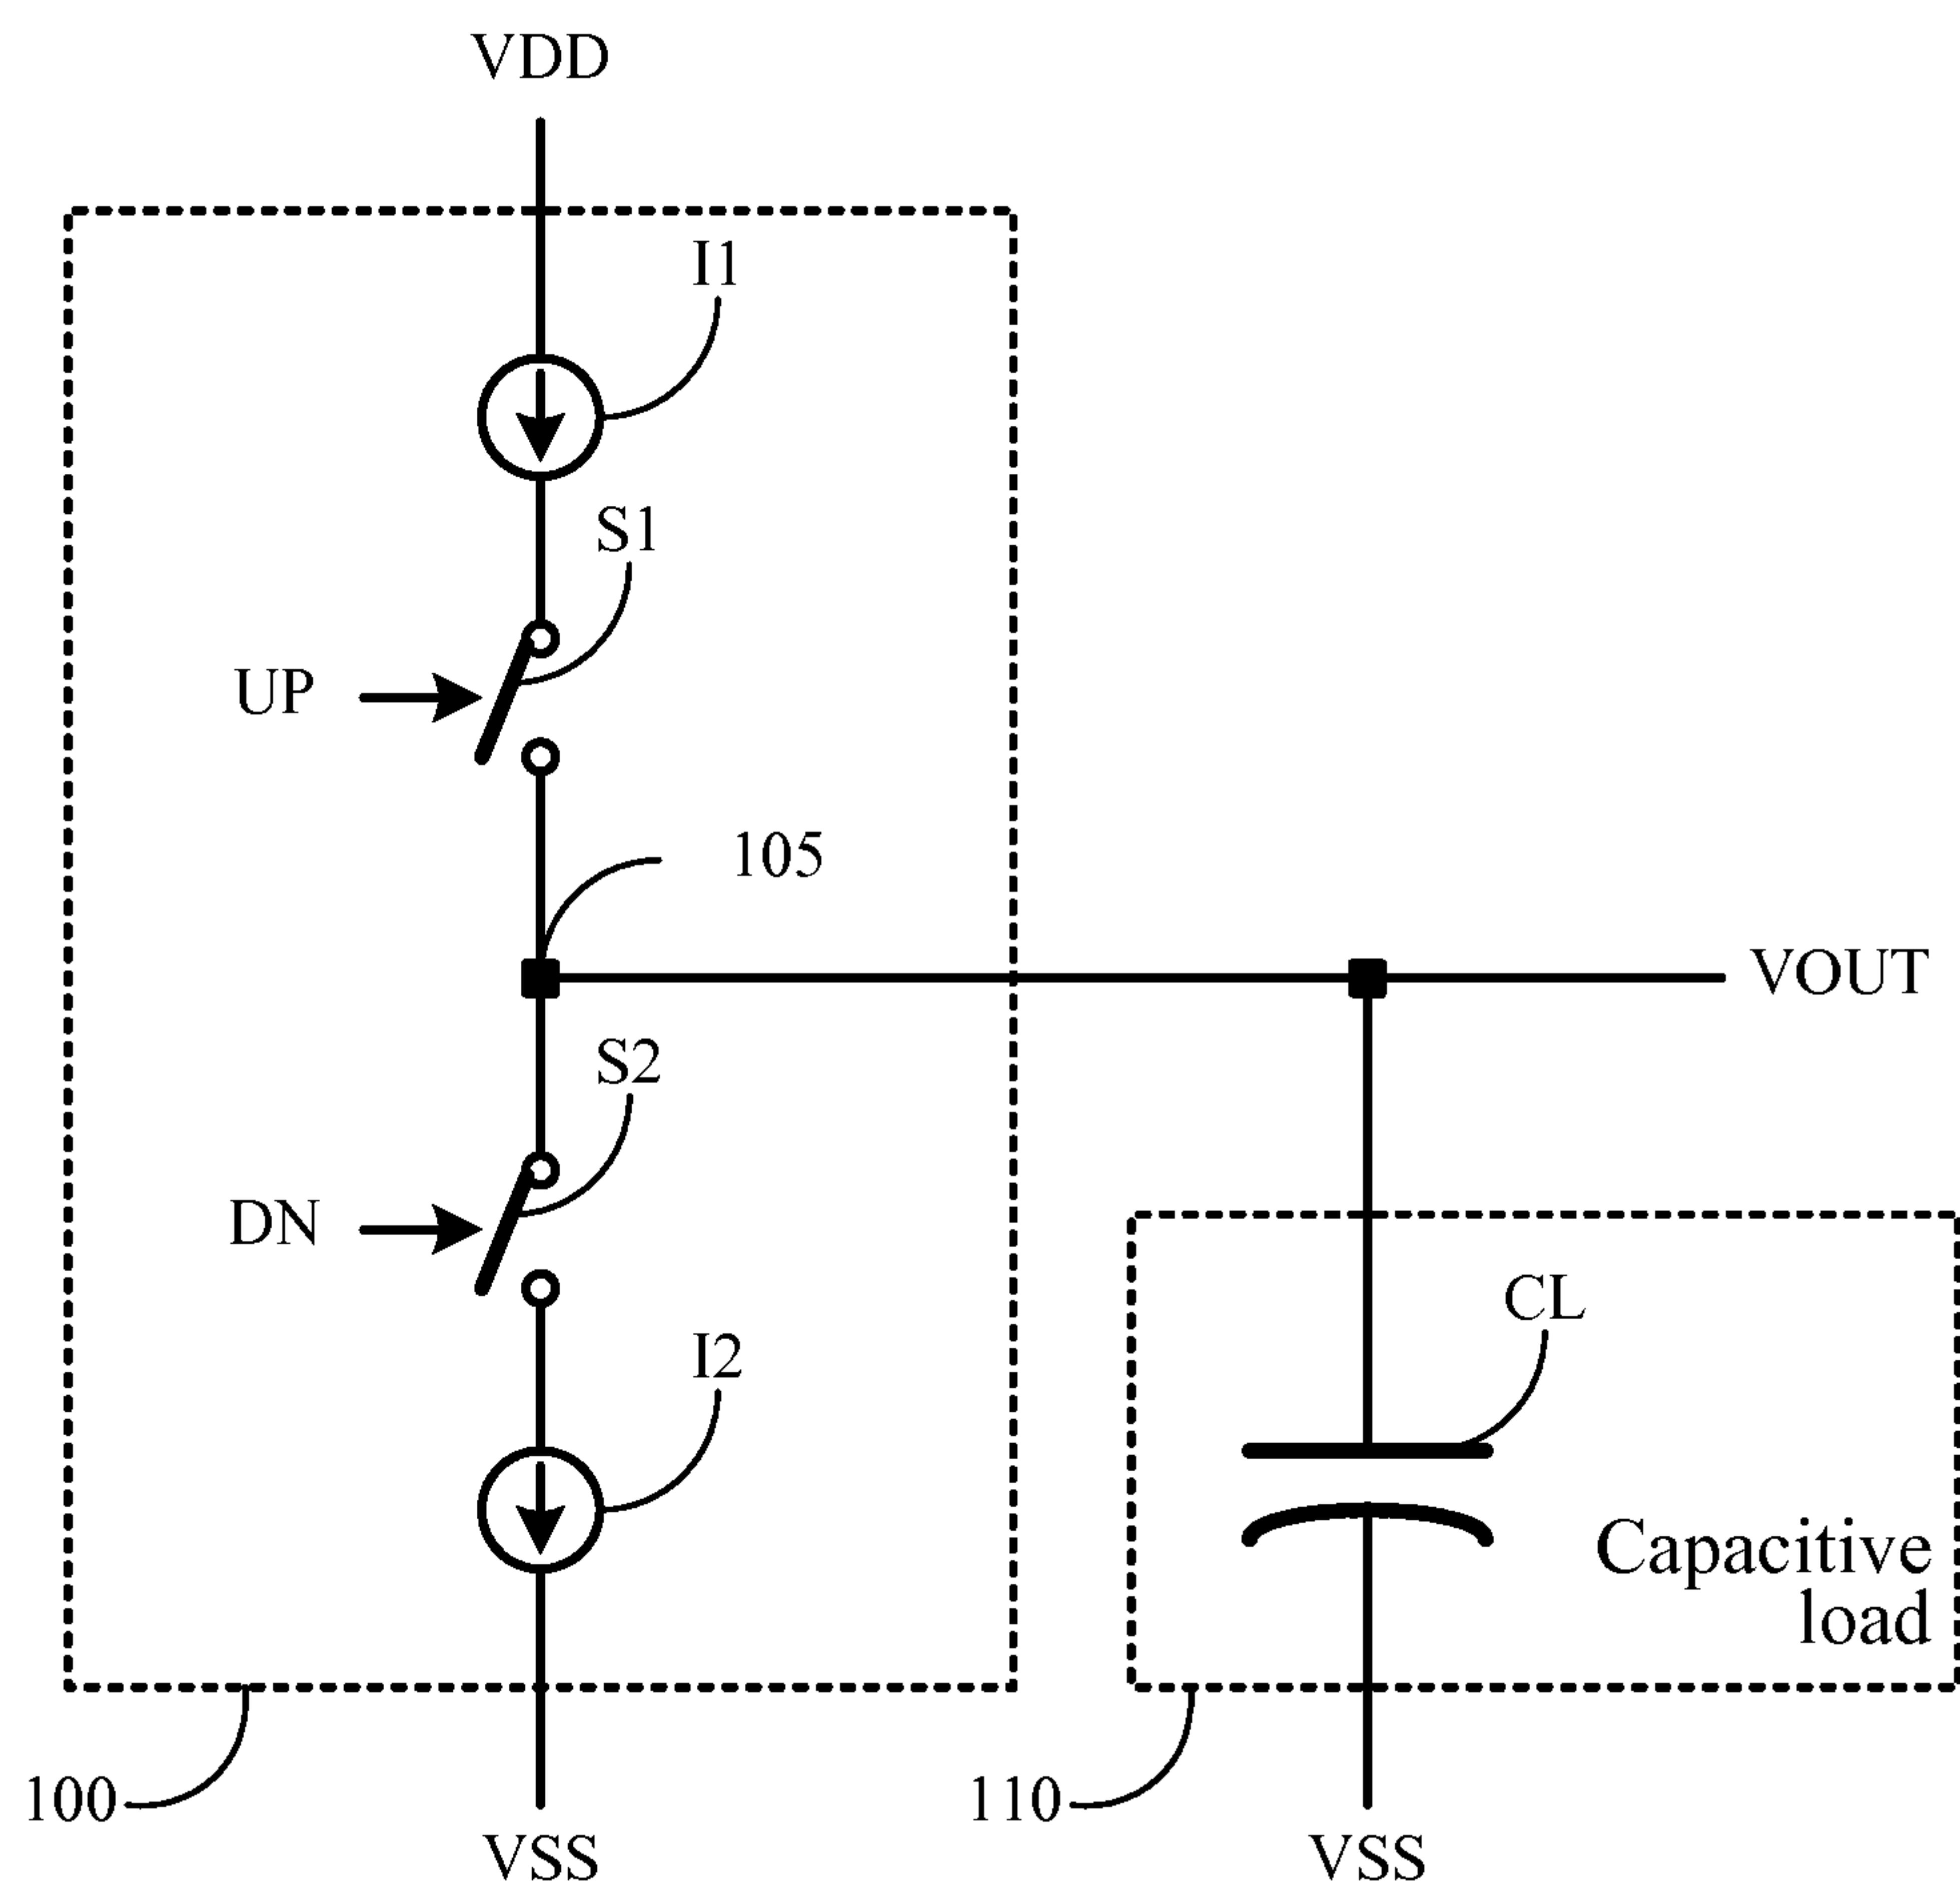 VDD
I1
S1
UP
105
VOUT
S2
DN
CL
I2
Capacitive
load
100
110
VSS
VSS